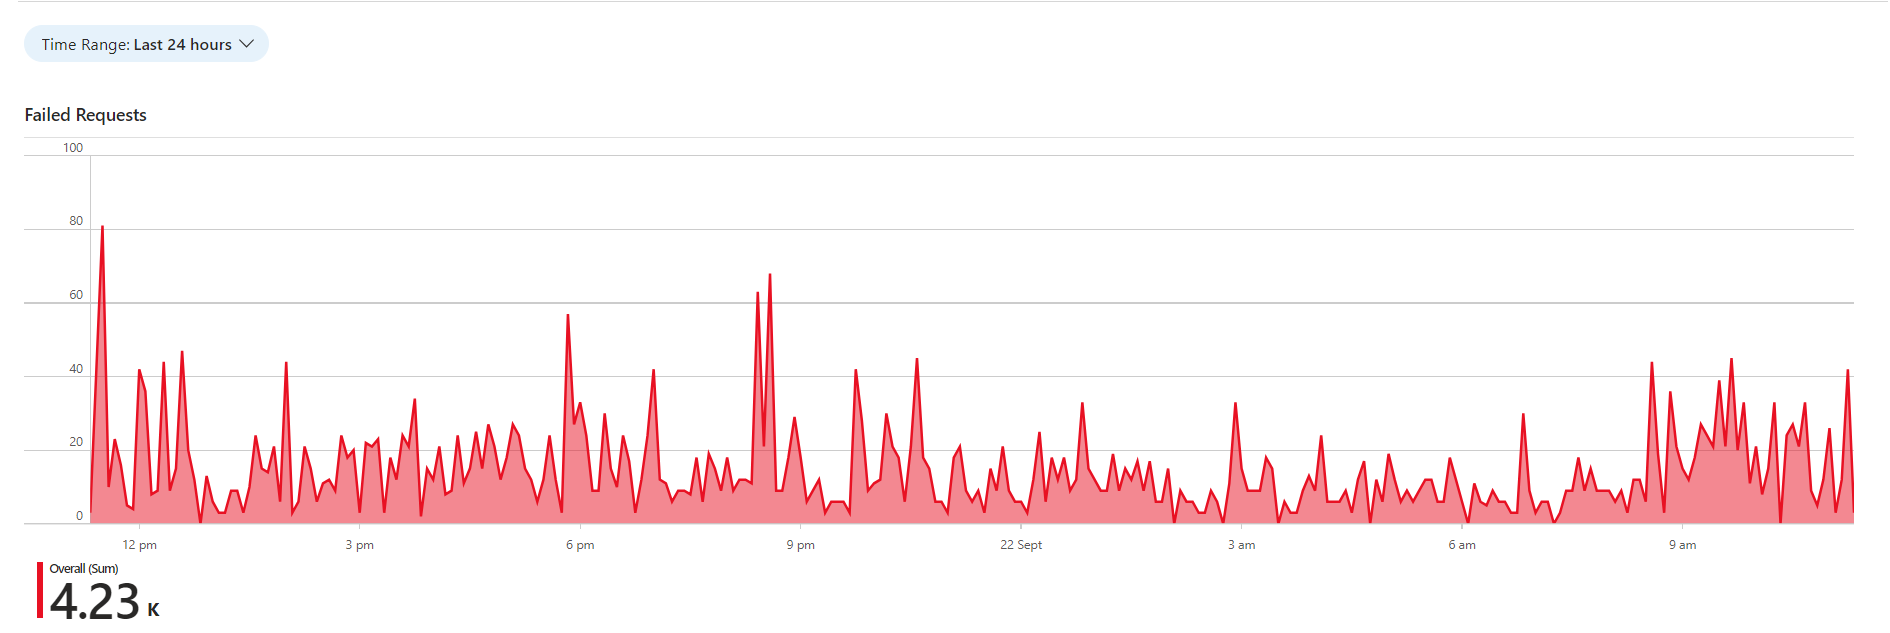 Time Range: Last 24 hours
Failed Requests
100
80
60
40
20
0
12 pm 3 pm 6 pm 9 pm 22 Sept 3 am 6 am 9 am
Overall (Sum)
4.23 K